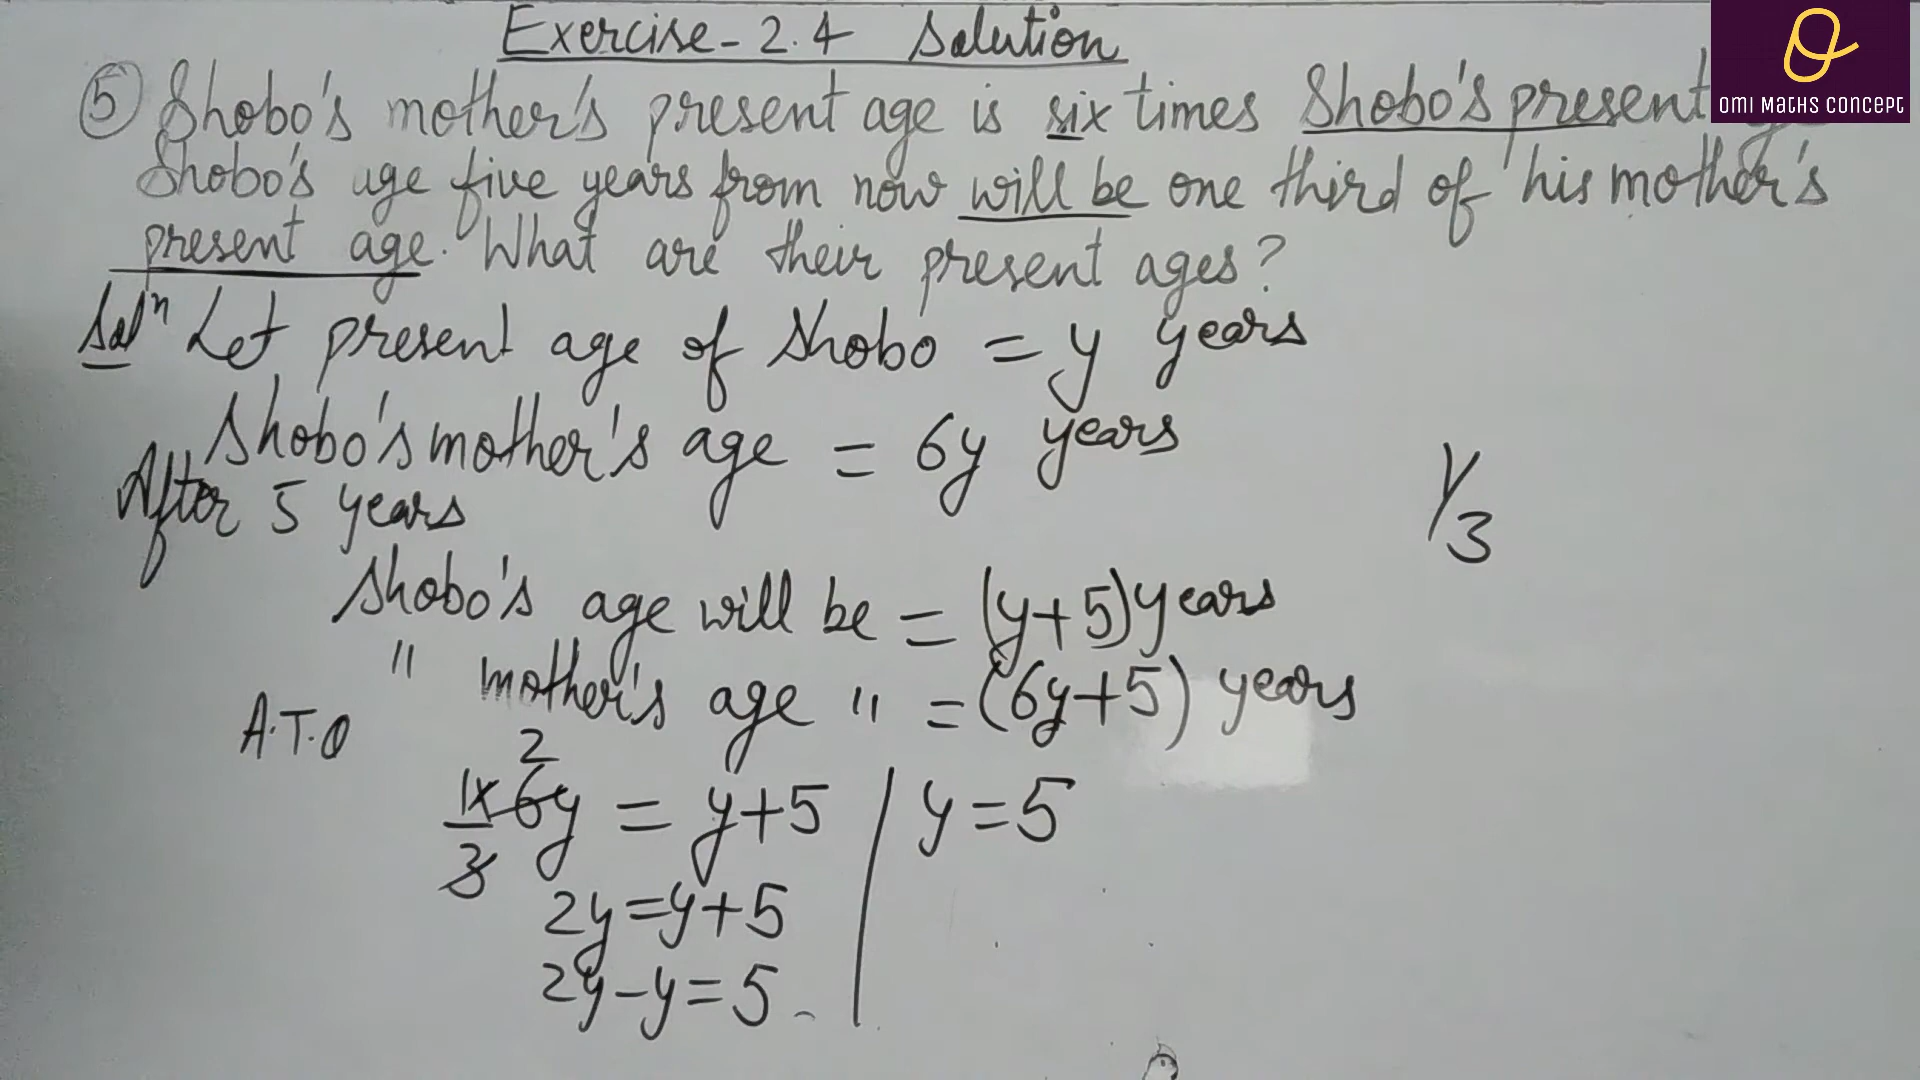 Exercise-2.4 Solution
OMI MATHS CONCEPT
⑤ Shobo's mother's present age is six times Shobo's present
Shobo's age five years from now will be one third of his mother's
present age. What are their present ages?
Solⁿ Let present age of Shobo = y years
Shobo's mother's age = 6y years
After 5 years
1/3
Shobo's age will be = (y+5) years
" mother's age " = (6y+5) years
A.T.Q
2
1×6y = y+5 | y=5
3
2y=y+5
2y-y=5